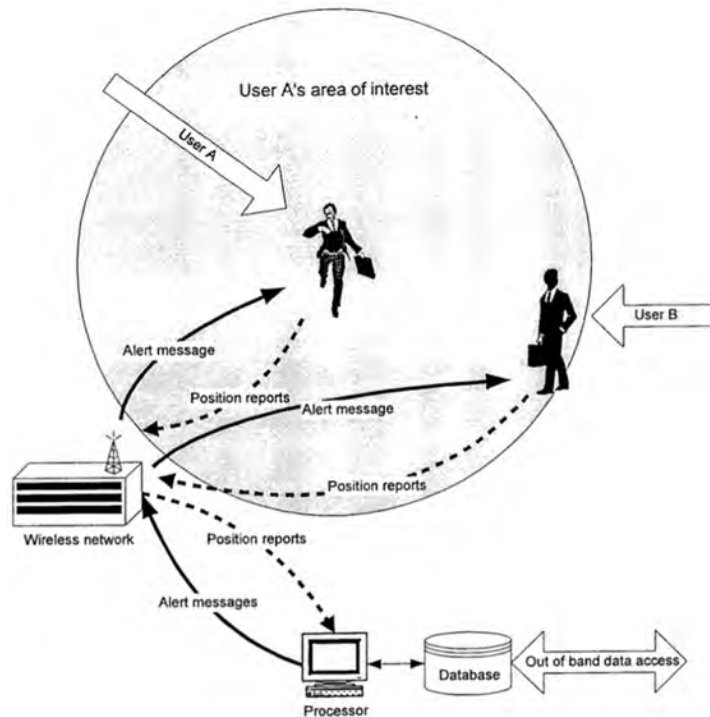 User A's area of interest
User A
User B
Alert message
Position reports
Alert message
Position reports
Wireless network
Position reports
Alert messages
Processor
Database
Out of band data access